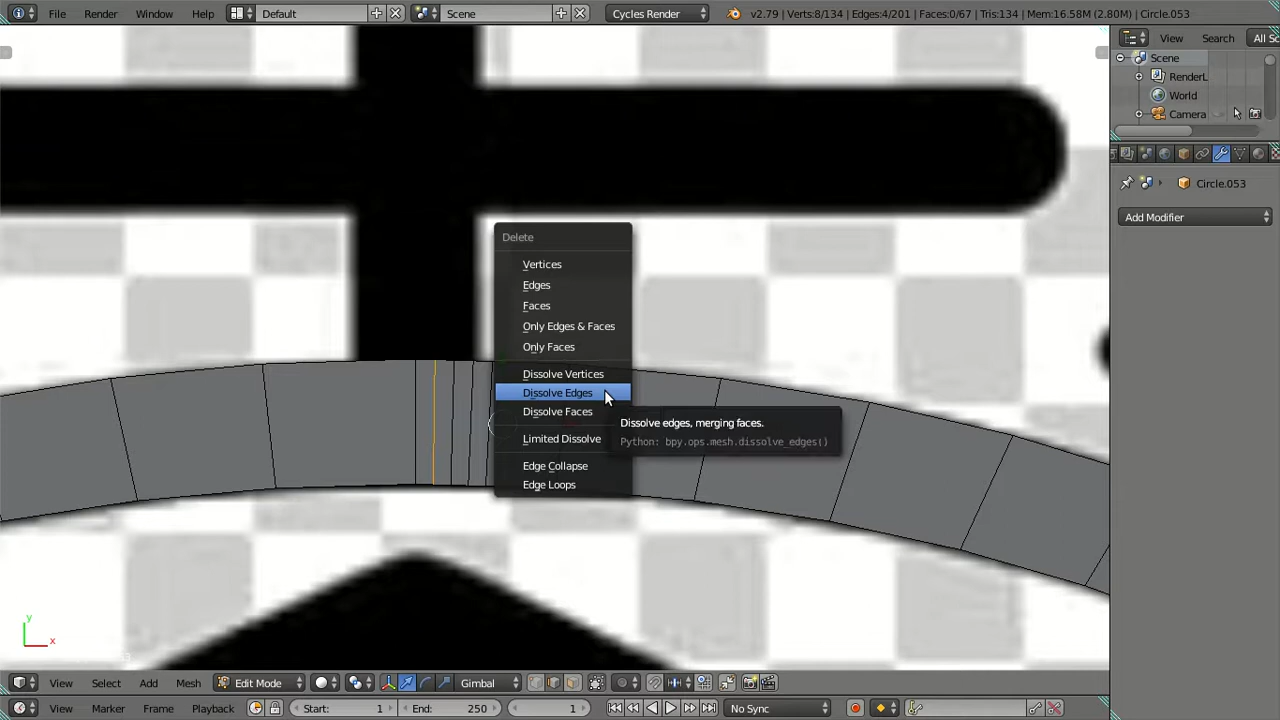 File Render Window Help Default Scene Cycles Render v2.79 | Verts:8/134 | Edges:4/201 | Faces:0/67 | Tris:134 | Mem:16.58M (2.80M) | Circle.053
View Search All Sc
Scene
RenderL
World
Camera
Circle.053
Add Modifier
Delete
Vertices
Edges
Faces
Only Edges & Faces
Only Faces
Dissolve Vertices
Dissolve Edges
Dissolve Faces
Limited Dissolve
Edge Collapse
Edge Loops
Dissolve edges, merging faces.
Python: bpy.ops.mesh.dissolve_edges()
y
x
View Select Add Mesh Edit Mode Gimbal
View Marker Frame Playback Start: 1 End: 250 1 No Sync